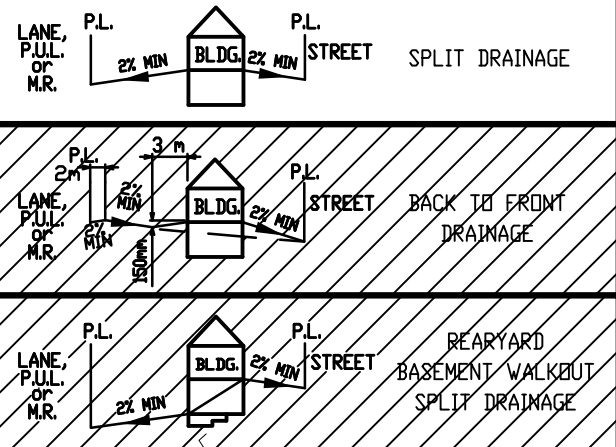 P.L.
P.L.
LANE,
P.U.L.
or
M.R.
2% MIN
BLDG.
2% MIN
STREET
SPLIT DRAINAGE
3 m
P.L.
2m
P.L.
2%
MIN
LANE,
P.U.L.
or
M.R.
2%
MIN
BLDG.
2% MIN
STREET
150mm
BACK TO FRONT
DRAINAGE
P.L.
P.L.
LANE,
P.U.L.
or
M.R.
2% MIN
BLDG.
2% MIN
STREET
REARYARD
BASEMENT WALKOUT
SPLIT DRAINAGE